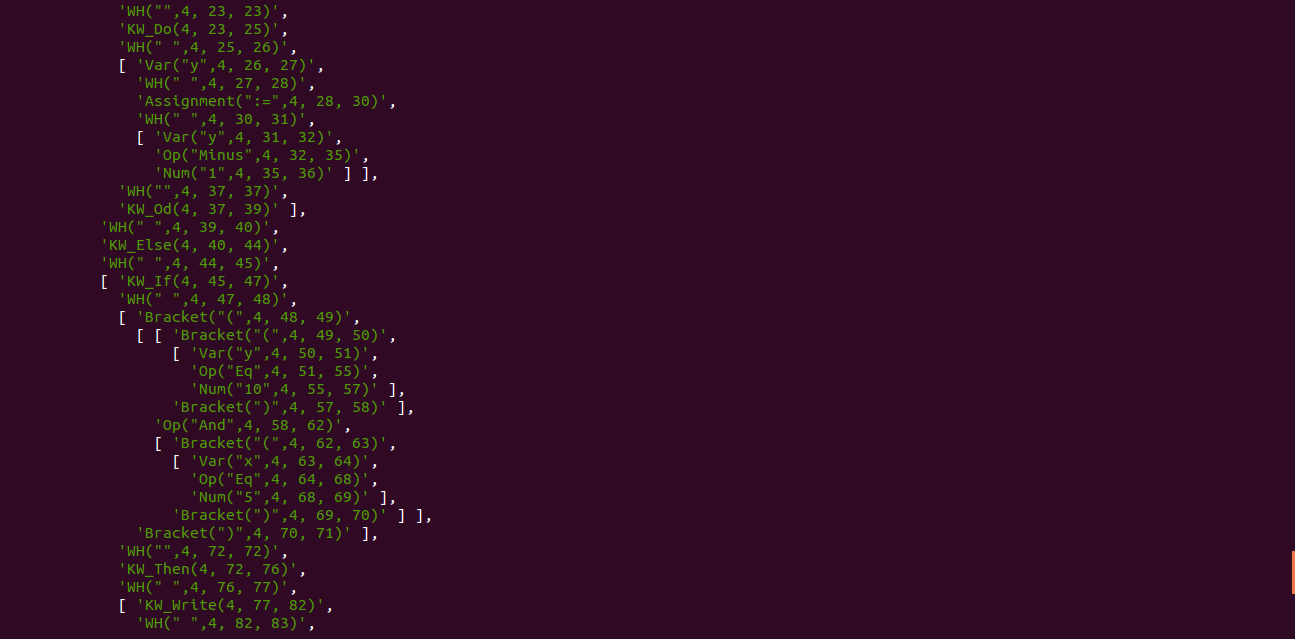 'WH("",4, 23, 23)',
'KW_Do(4, 23, 25)',
'WH(" ",4, 25, 26)',
[ 'Var("y",4, 26, 27)',
'WH(" ",4, 27, 28)',
'Assignment(":=",4, 28, 30)',
'WH(" ",4, 30, 31)',
[ 'Var("y",4, 31, 32)',
'Op("Minus",4, 32, 35)',
'Num("1",4, 35, 36)' ] ],
'WH("",4, 37, 37)',
'KW_Od(4, 37, 39)' ],
'WH(" ",4, 39, 40)',
'KW_Else(4, 40, 44)',
'WH(" ",4, 44, 45)',
[ 'KW_If(4, 45, 47)',
'WH(" ",4, 47, 48)',
[ 'Bracket("(",4, 48, 49)',
[ [ 'Bracket("(",4, 49, 50)',
[ 'Var("y",4, 50, 51)',
'Op("Eq",4, 51, 55)',
'Num("10",4, 55, 57)' ],
'Bracket(")",4, 57, 58)' ],
'Op("And",4, 58, 62)',
[ 'Bracket("(",4, 62, 63)',
[ 'Var("x",4, 63, 64)',
'Op("Eq",4, 64, 68)',
'Num("5",4, 68, 69)' ],
'Bracket(")",4, 69, 70)' ] ],
'Bracket(")",4, 70, 71)' ],
'WH("",4, 72, 72)',
'KW_Then(4, 72, 76)',
'WH(" ",4, 76, 77)',
[ 'KW_Write(4, 77, 82)',
'WH(" ",4, 82, 83)',